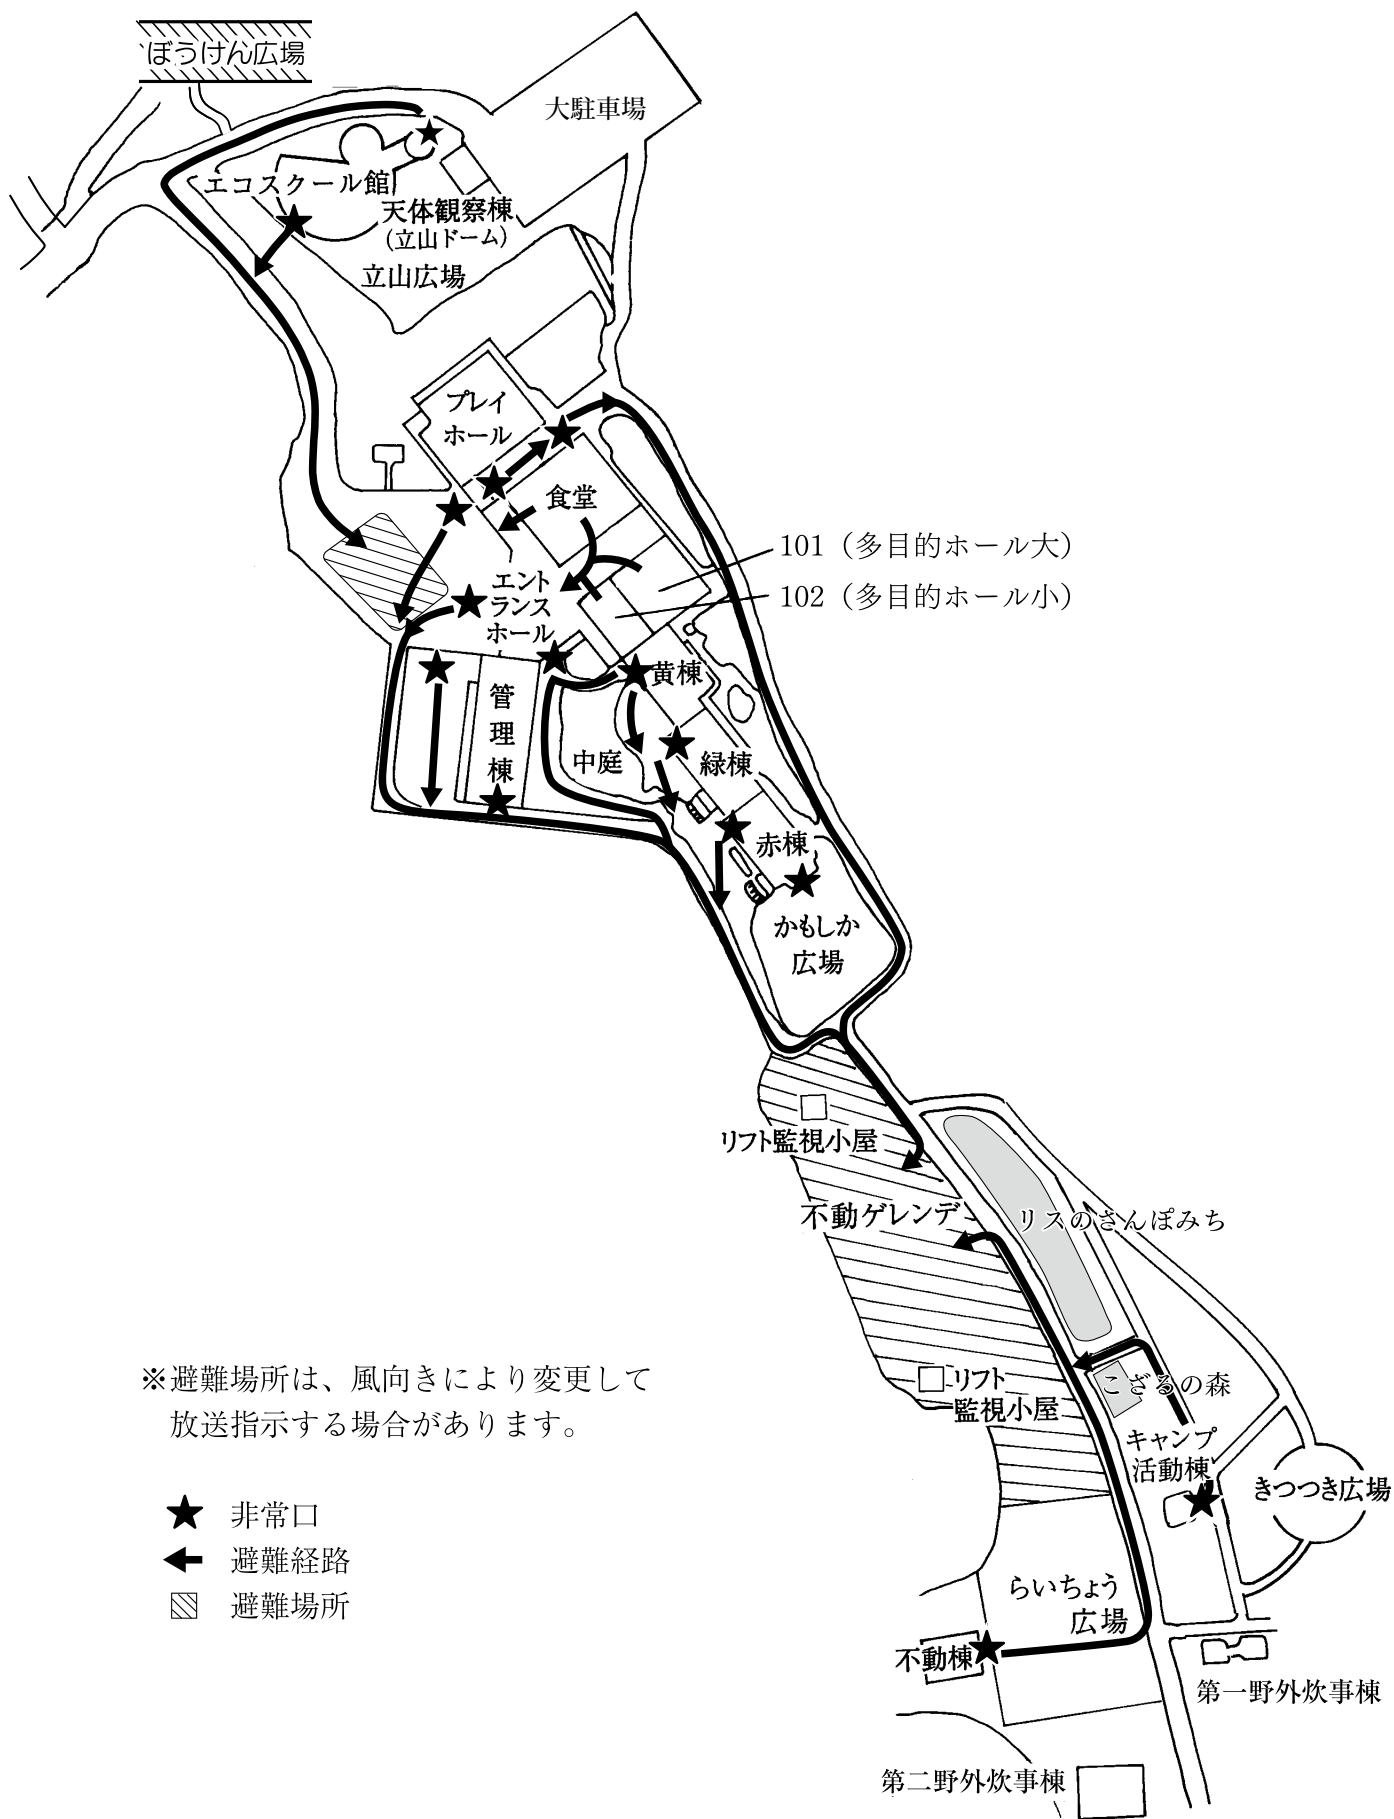 ぼうけん広場
大駐車場
エコスクール館
天体観察棟
(立山ドーム)
立山広場
プレイ
ホール
食堂
101（多目的ホール大）
102（多目的ホール小）
エント
ランス
ホール
黄棟
管理棟
中庭
緑棟
赤棟
かもしか
広場
リフト監視小屋
不動ゲレンデ
リスのさんぽみち
リフト
監視小屋
こざるの森
キャンプ
活動棟
きつつき広場
らいちょう
広場
不動棟
第一野外炊事棟
第二野外炊事棟
※避難場所は、風向きにより変更して
放送指示する場合があります。
★ 非常口
← 避難経路
避難場所